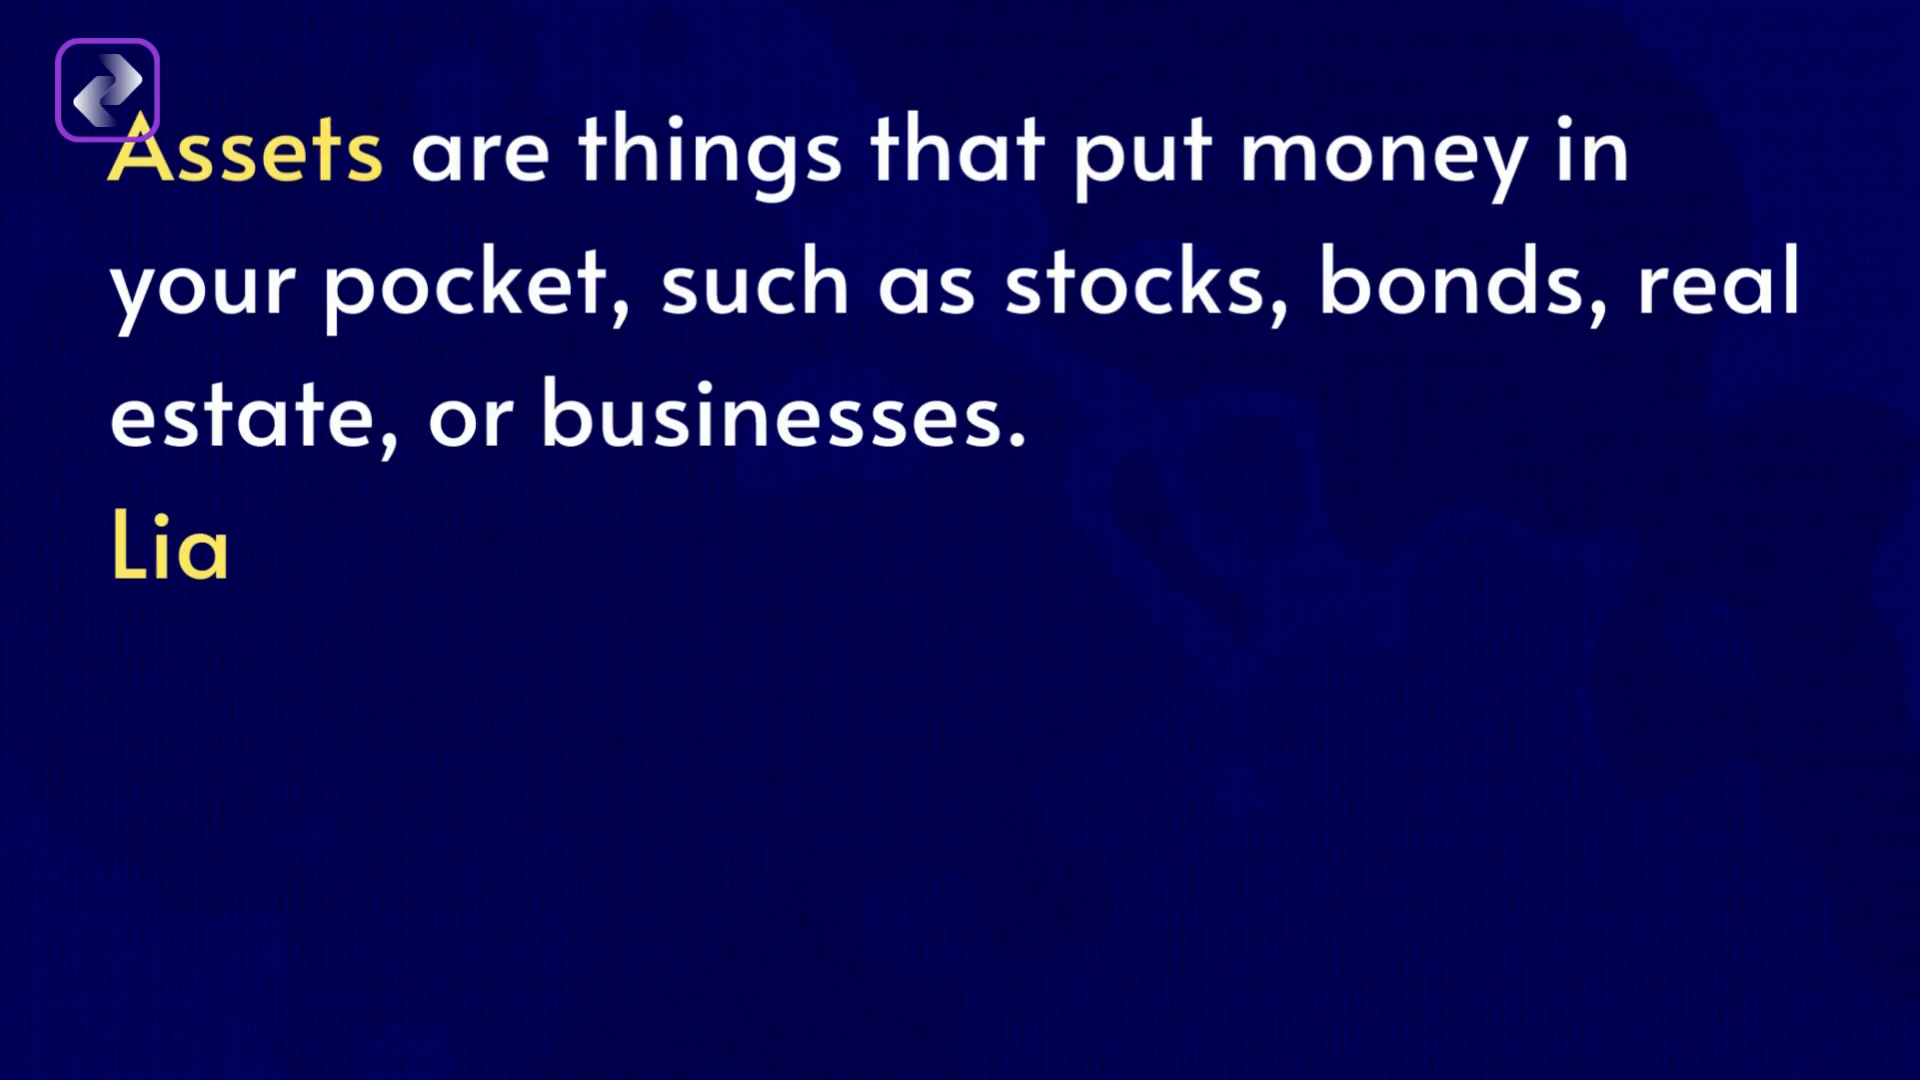 Assets are things that put money in
your pocket, such as stocks, bonds, real
estate, or businesses.
Lia